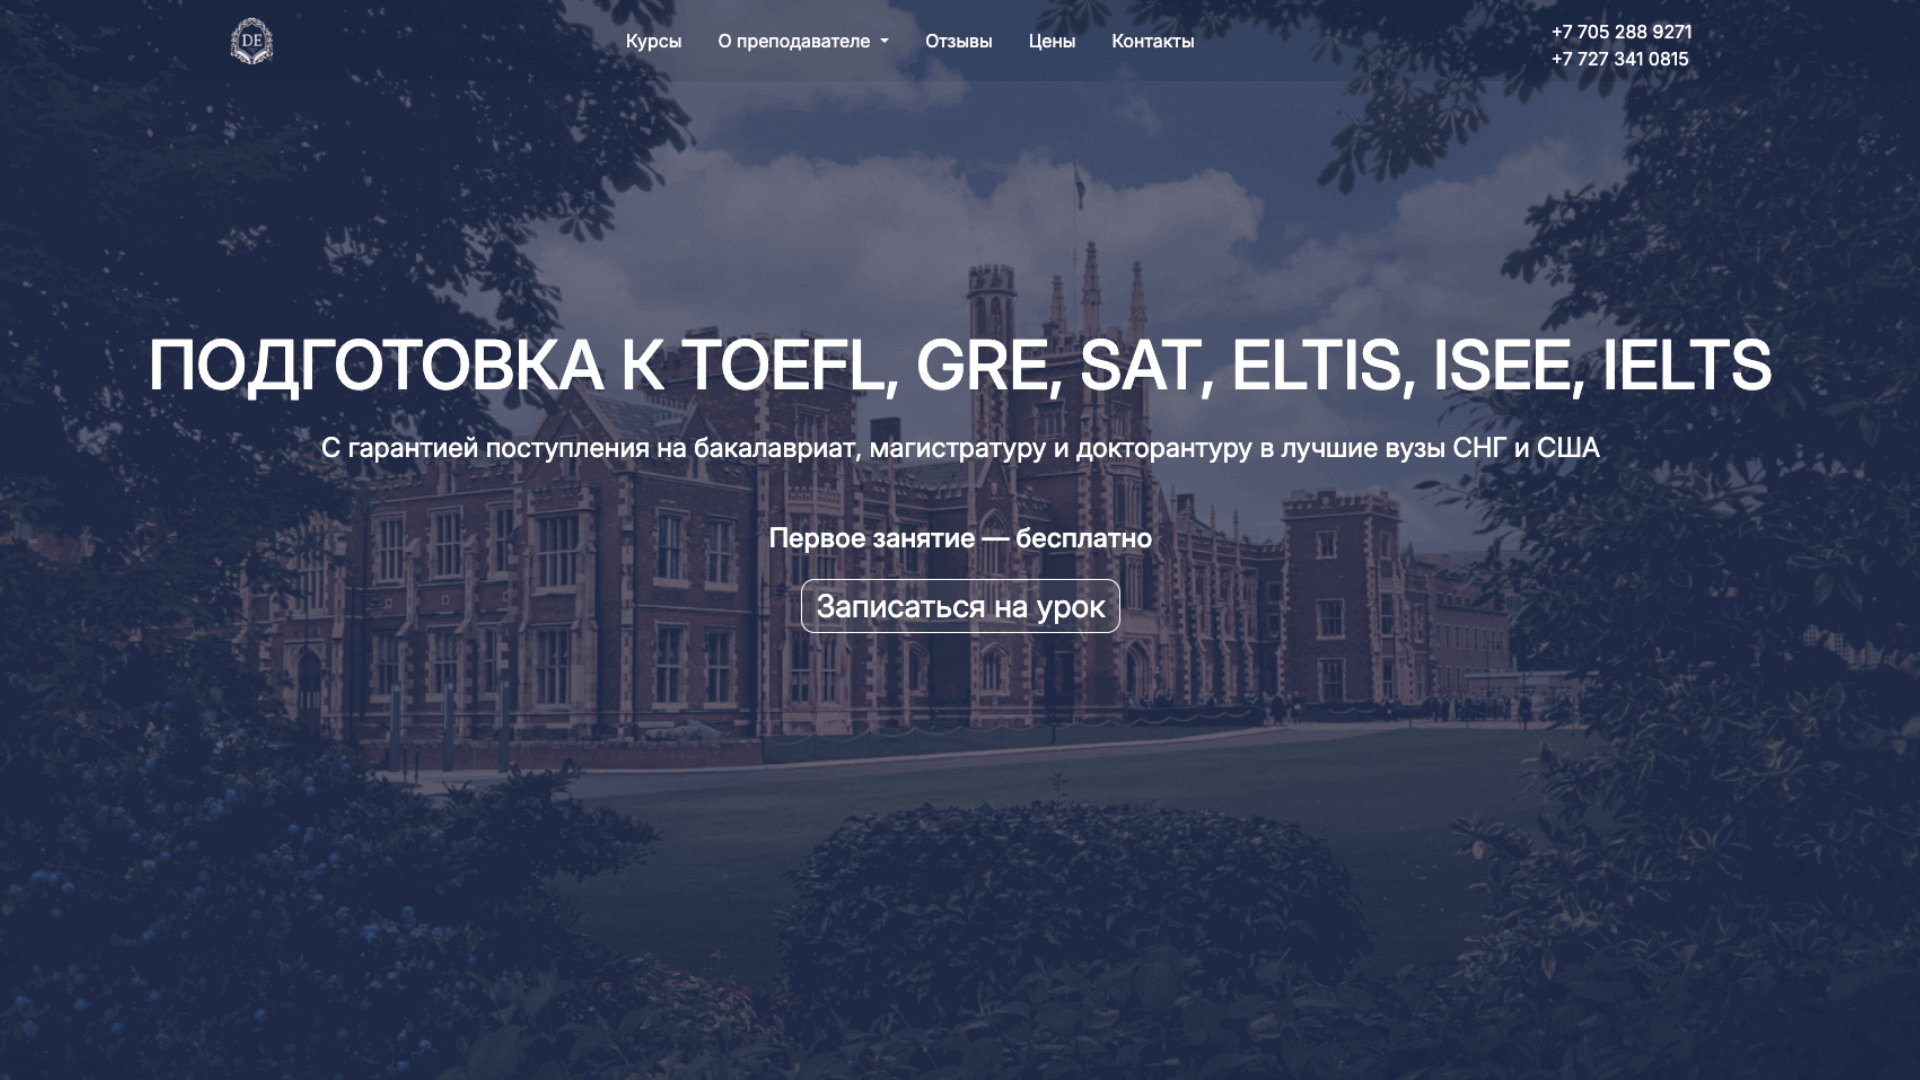 DE
Курсы
О преподавателе
Отзывы
Цены
Контакты
+7 705 288 9271
+7 727 341 0815
ПОДГОТОВКА К TOEFL, GRE, SAT, ELTIS, ISEE, IELTS
С гарантией поступления на бакалавриат, магистратуру и докторантуру в лучшие вузы СНГ и США
Первое занятие — бесплатно
Записаться на урок